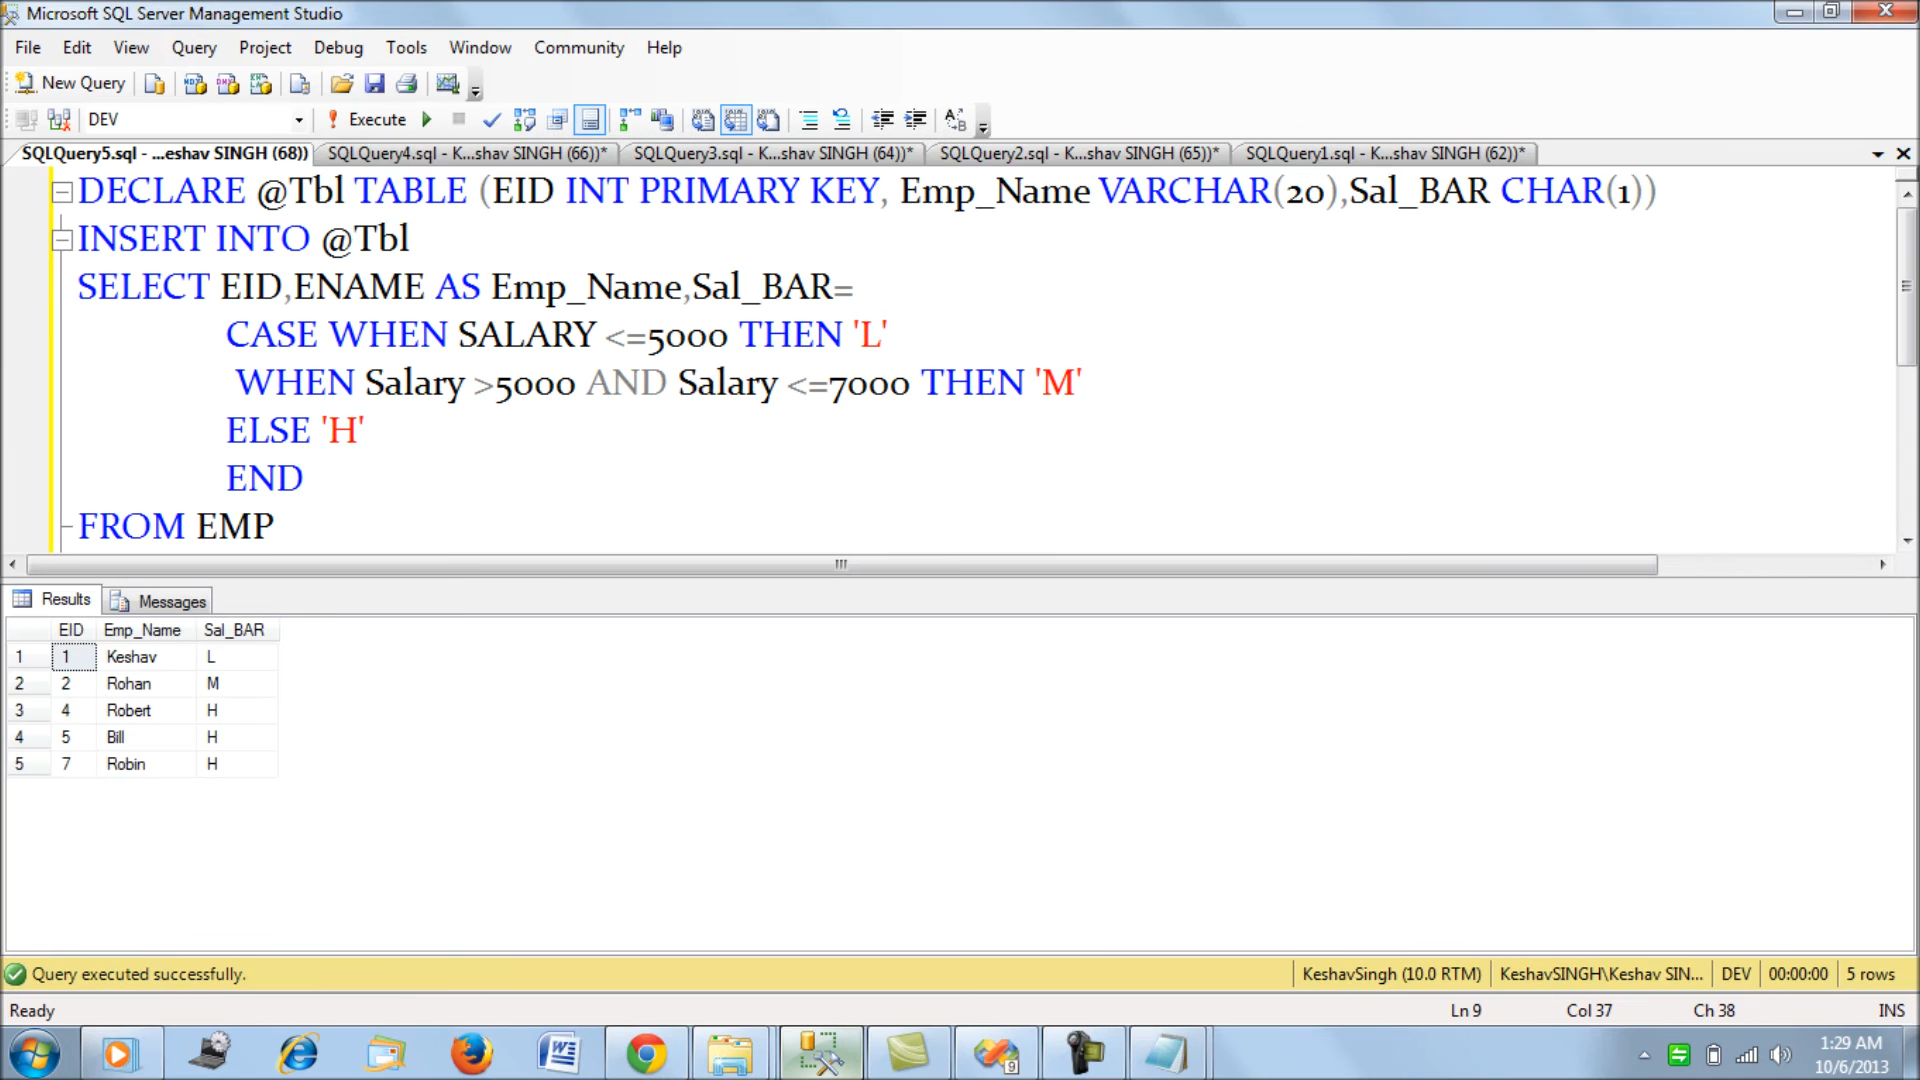 Microsoft SQL Server Management Studio
File Edit View Query Project Debug Tools Window Community Help
New Query
DEV Execute
SQLQuery5.sql - ...eshav SINGH (68)) SQLQuery4.sql - K...shav SINGH (66))* SQLQuery3.sql - K...shav SINGH (64))* SQLQuery2.sql - K...shav SINGH (65))* SQLQuery1.sql - K...shav SINGH (62))*
DECLARE @Tbl TABLE (EID INT PRIMARY KEY, Emp_Name VARCHAR(20),Sal_BAR CHAR(1))
INSERT INTO @Tbl
SELECT EID,ENAME AS Emp_Name,Sal_BAR=
CASE WHEN SALARY <=5000 THEN 'L'
WHEN Salary >5000 AND Salary <=7000 THEN 'M'
ELSE 'H'
END
FROM EMP
Results Messages
EID Emp_Name Sal_BAR
1 1 Keshav L
2 2 Rohan M
3 4 Robert H
4 5 Bill H
5 7 Robin H
Query executed successfully. KeshavSingh (10.0 RTM) KeshavSINGH\Keshav SIN... DEV 00:00:00 5 rows
Ready Ln 9 Col 37 Ch 38 INS
9
1:29 AM
10/6/2013